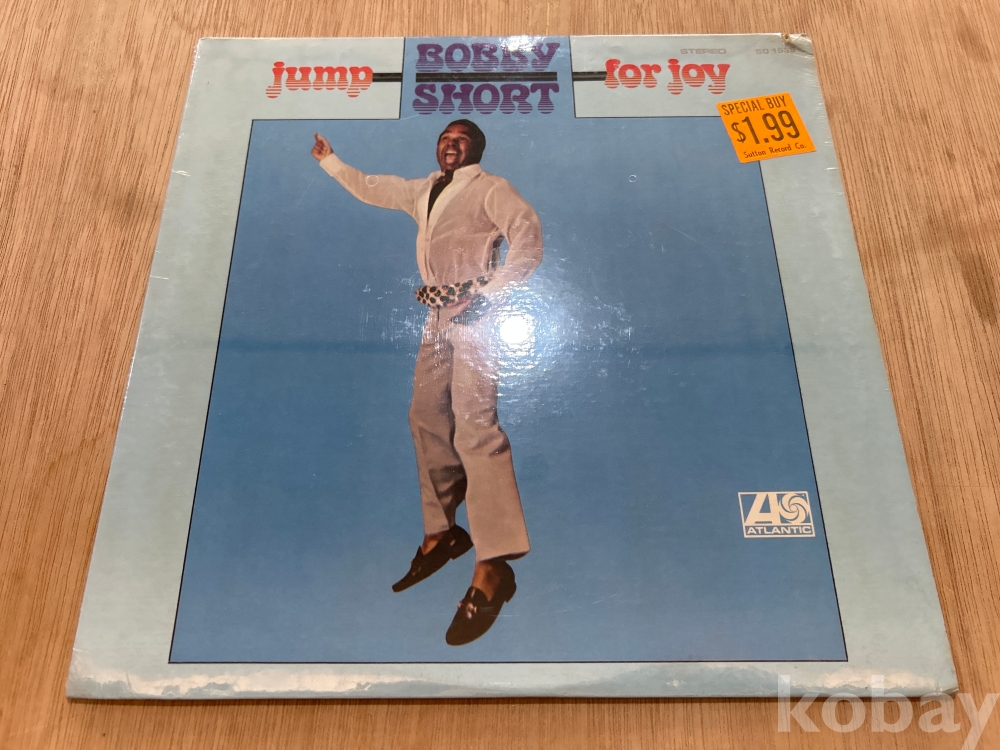 jump
BOBBY
SHORT
for joy
STEREO
SPECIAL BUY
$1.99
Sutton Record Co.
ATLANTIC
kobay